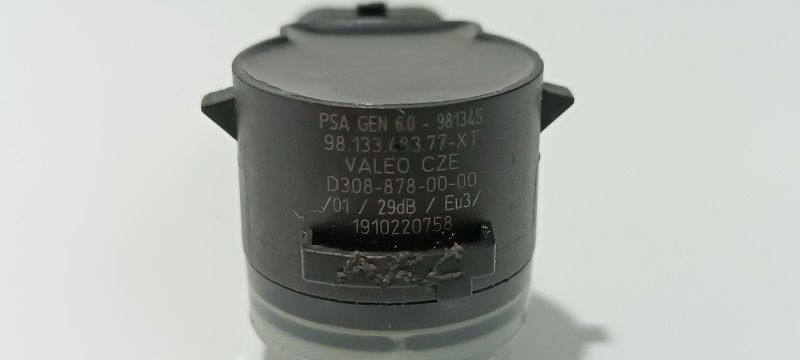 PSA GEN 6.0 - 981345
98.133.483.77-XT
VALEO CZE
D308-878-00-00
/01 / 29dB / Eu3/
1910220758